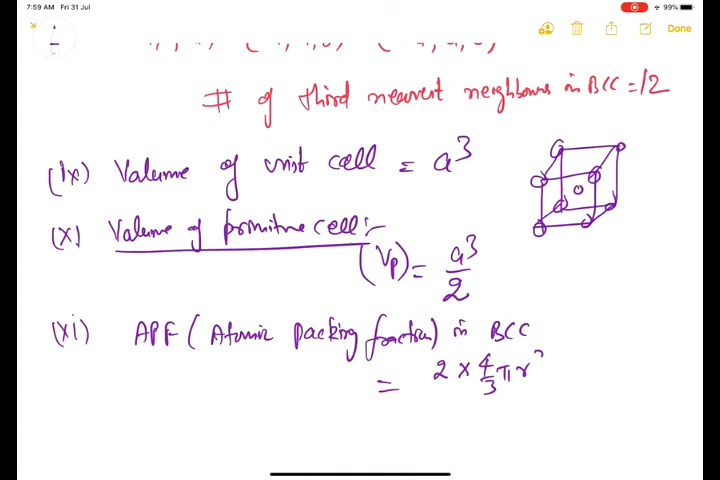 7:59 AM Fri 31 Jul
99%
Done
# of third nearest neighbours in BCC = 12
(ix) Volume of unit cell = a³
(x) Volume of primitive cell :-
(Vp) = a³/2
(xi) APF (Atomic packing fraction) in BCC
= 2 × 4/3 πr³